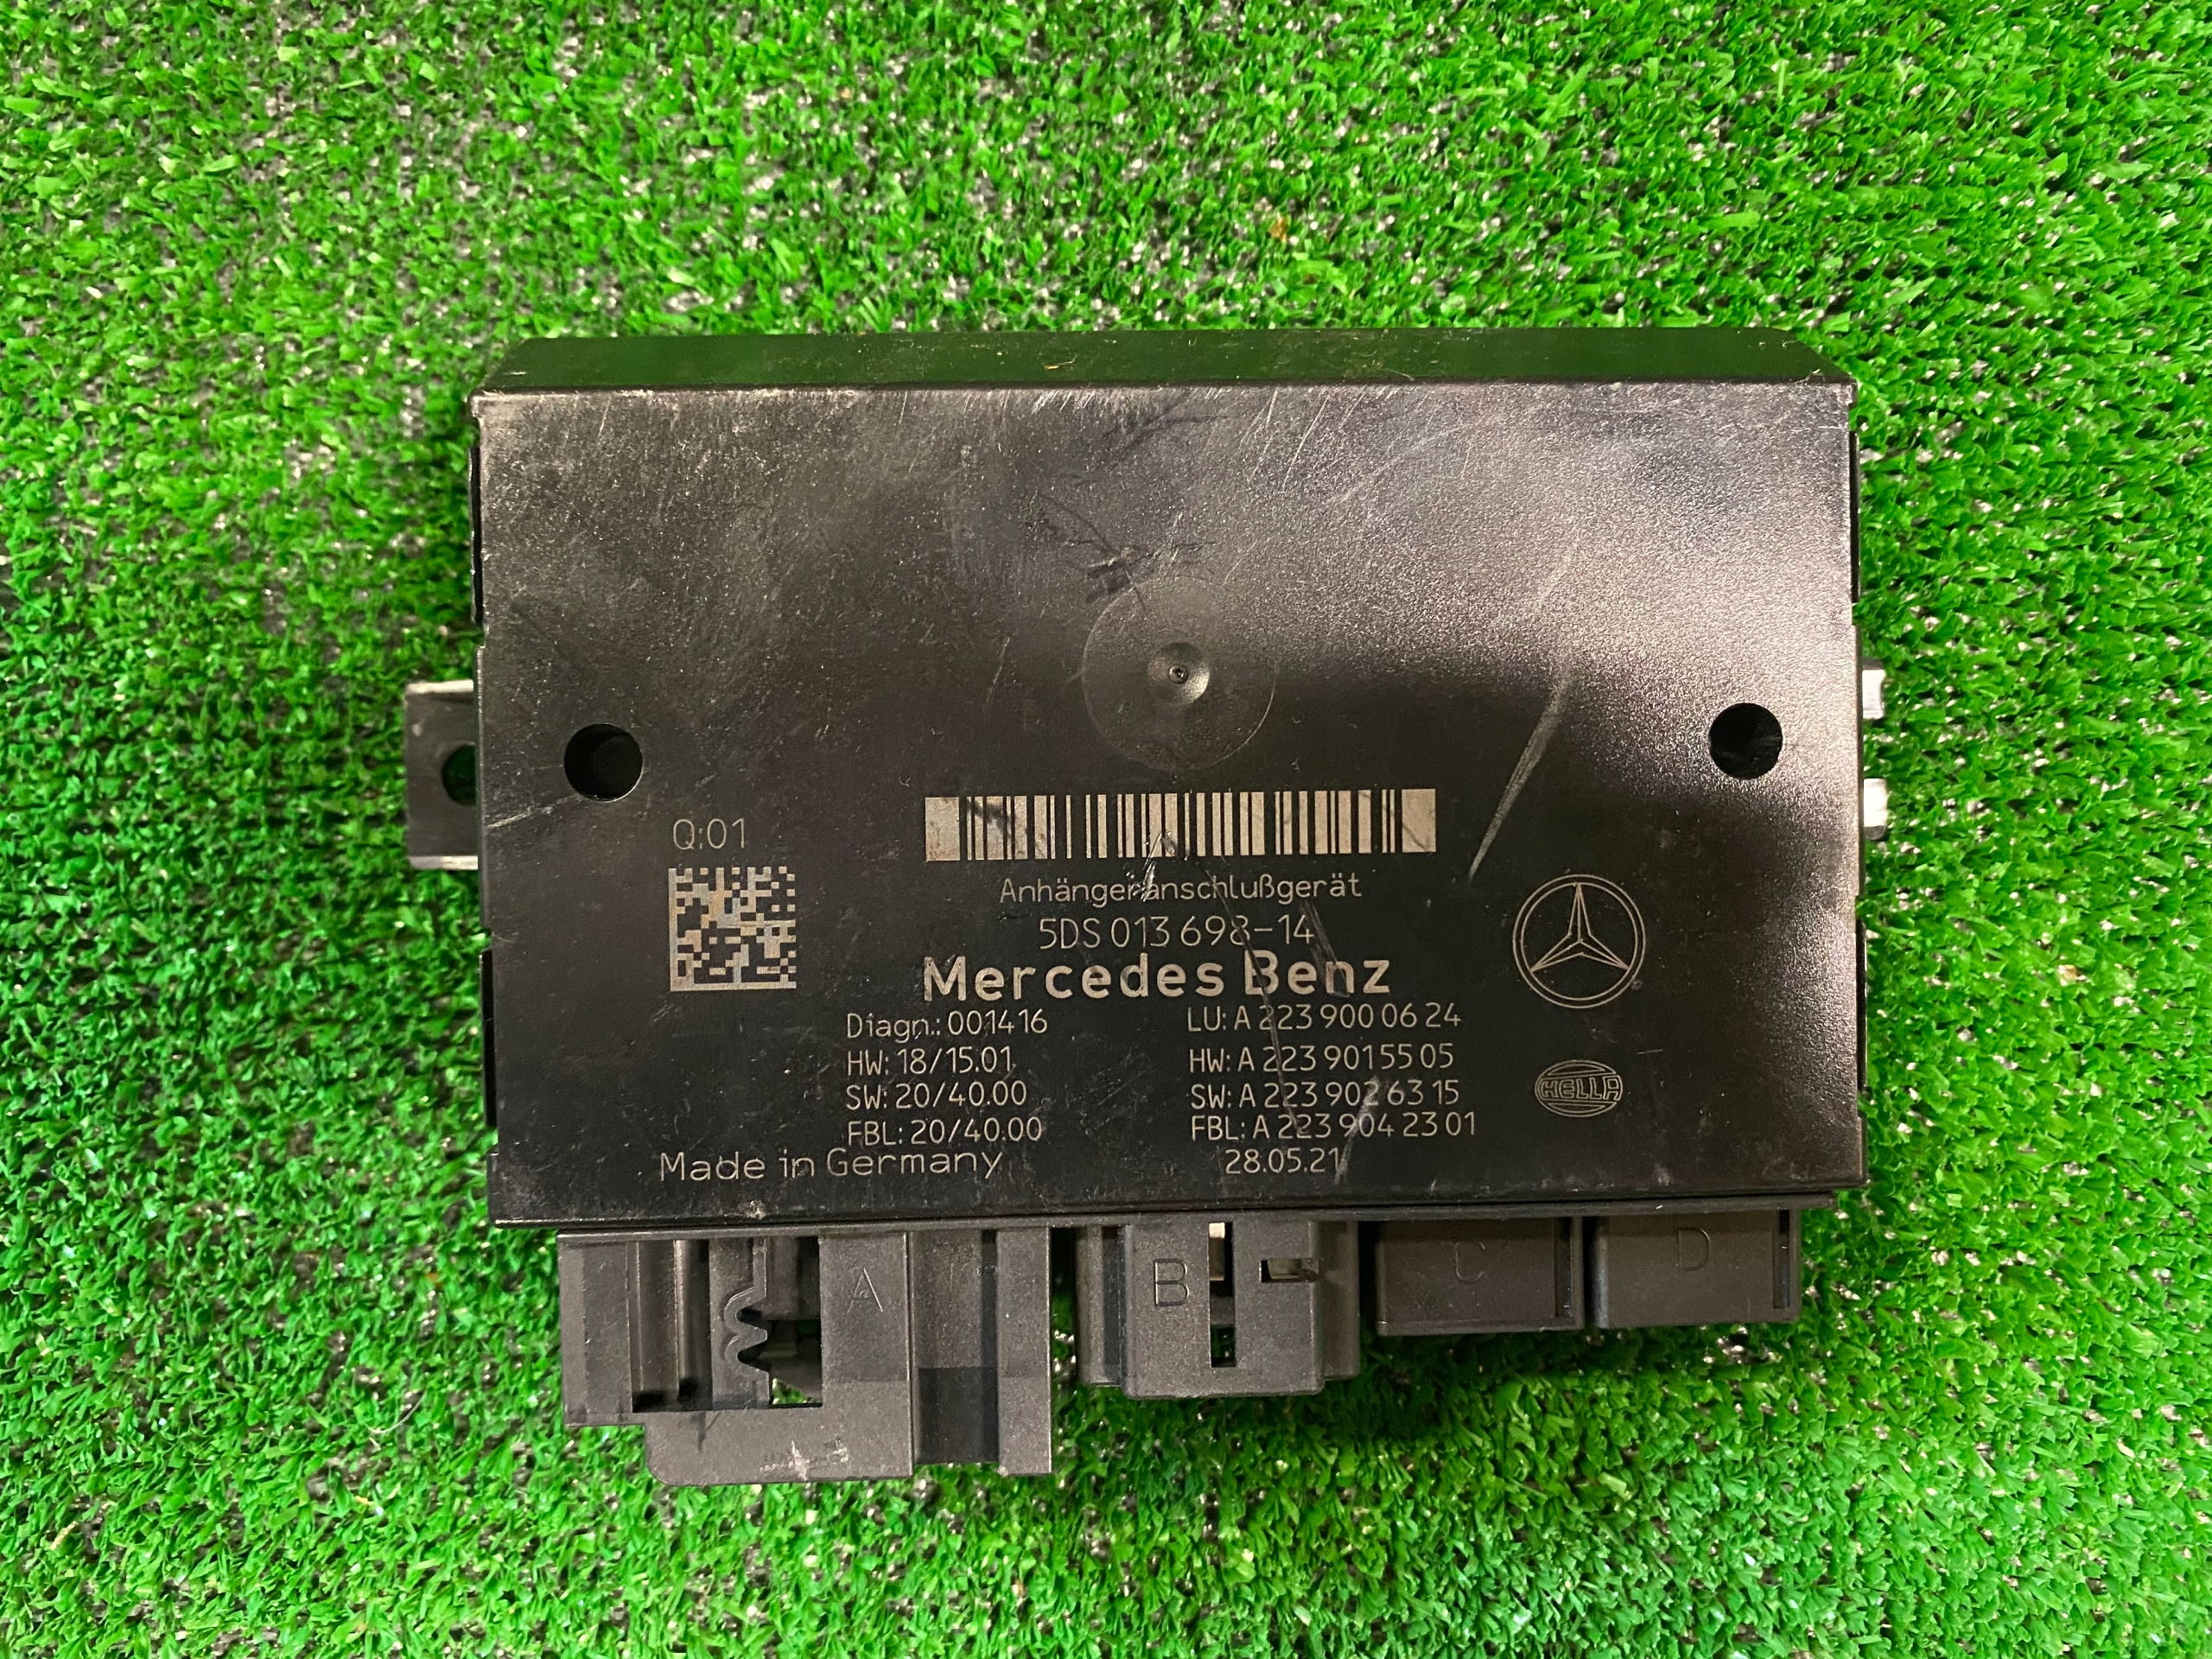 Q:01
Anhängeranschlußgerät
5DS 013 698-14
Mercedes Benz
Diagn.: 001416 LU: A 223 900 06 24
HW: 18/15.01 HW: A 223 901 55 05
SW: 20/40.00 SW: A 223 902 63 15
FBL: 20/40.00 FBL: A 223 904 23 01
Made in Germany 28.05.21
HELLA
A B C D